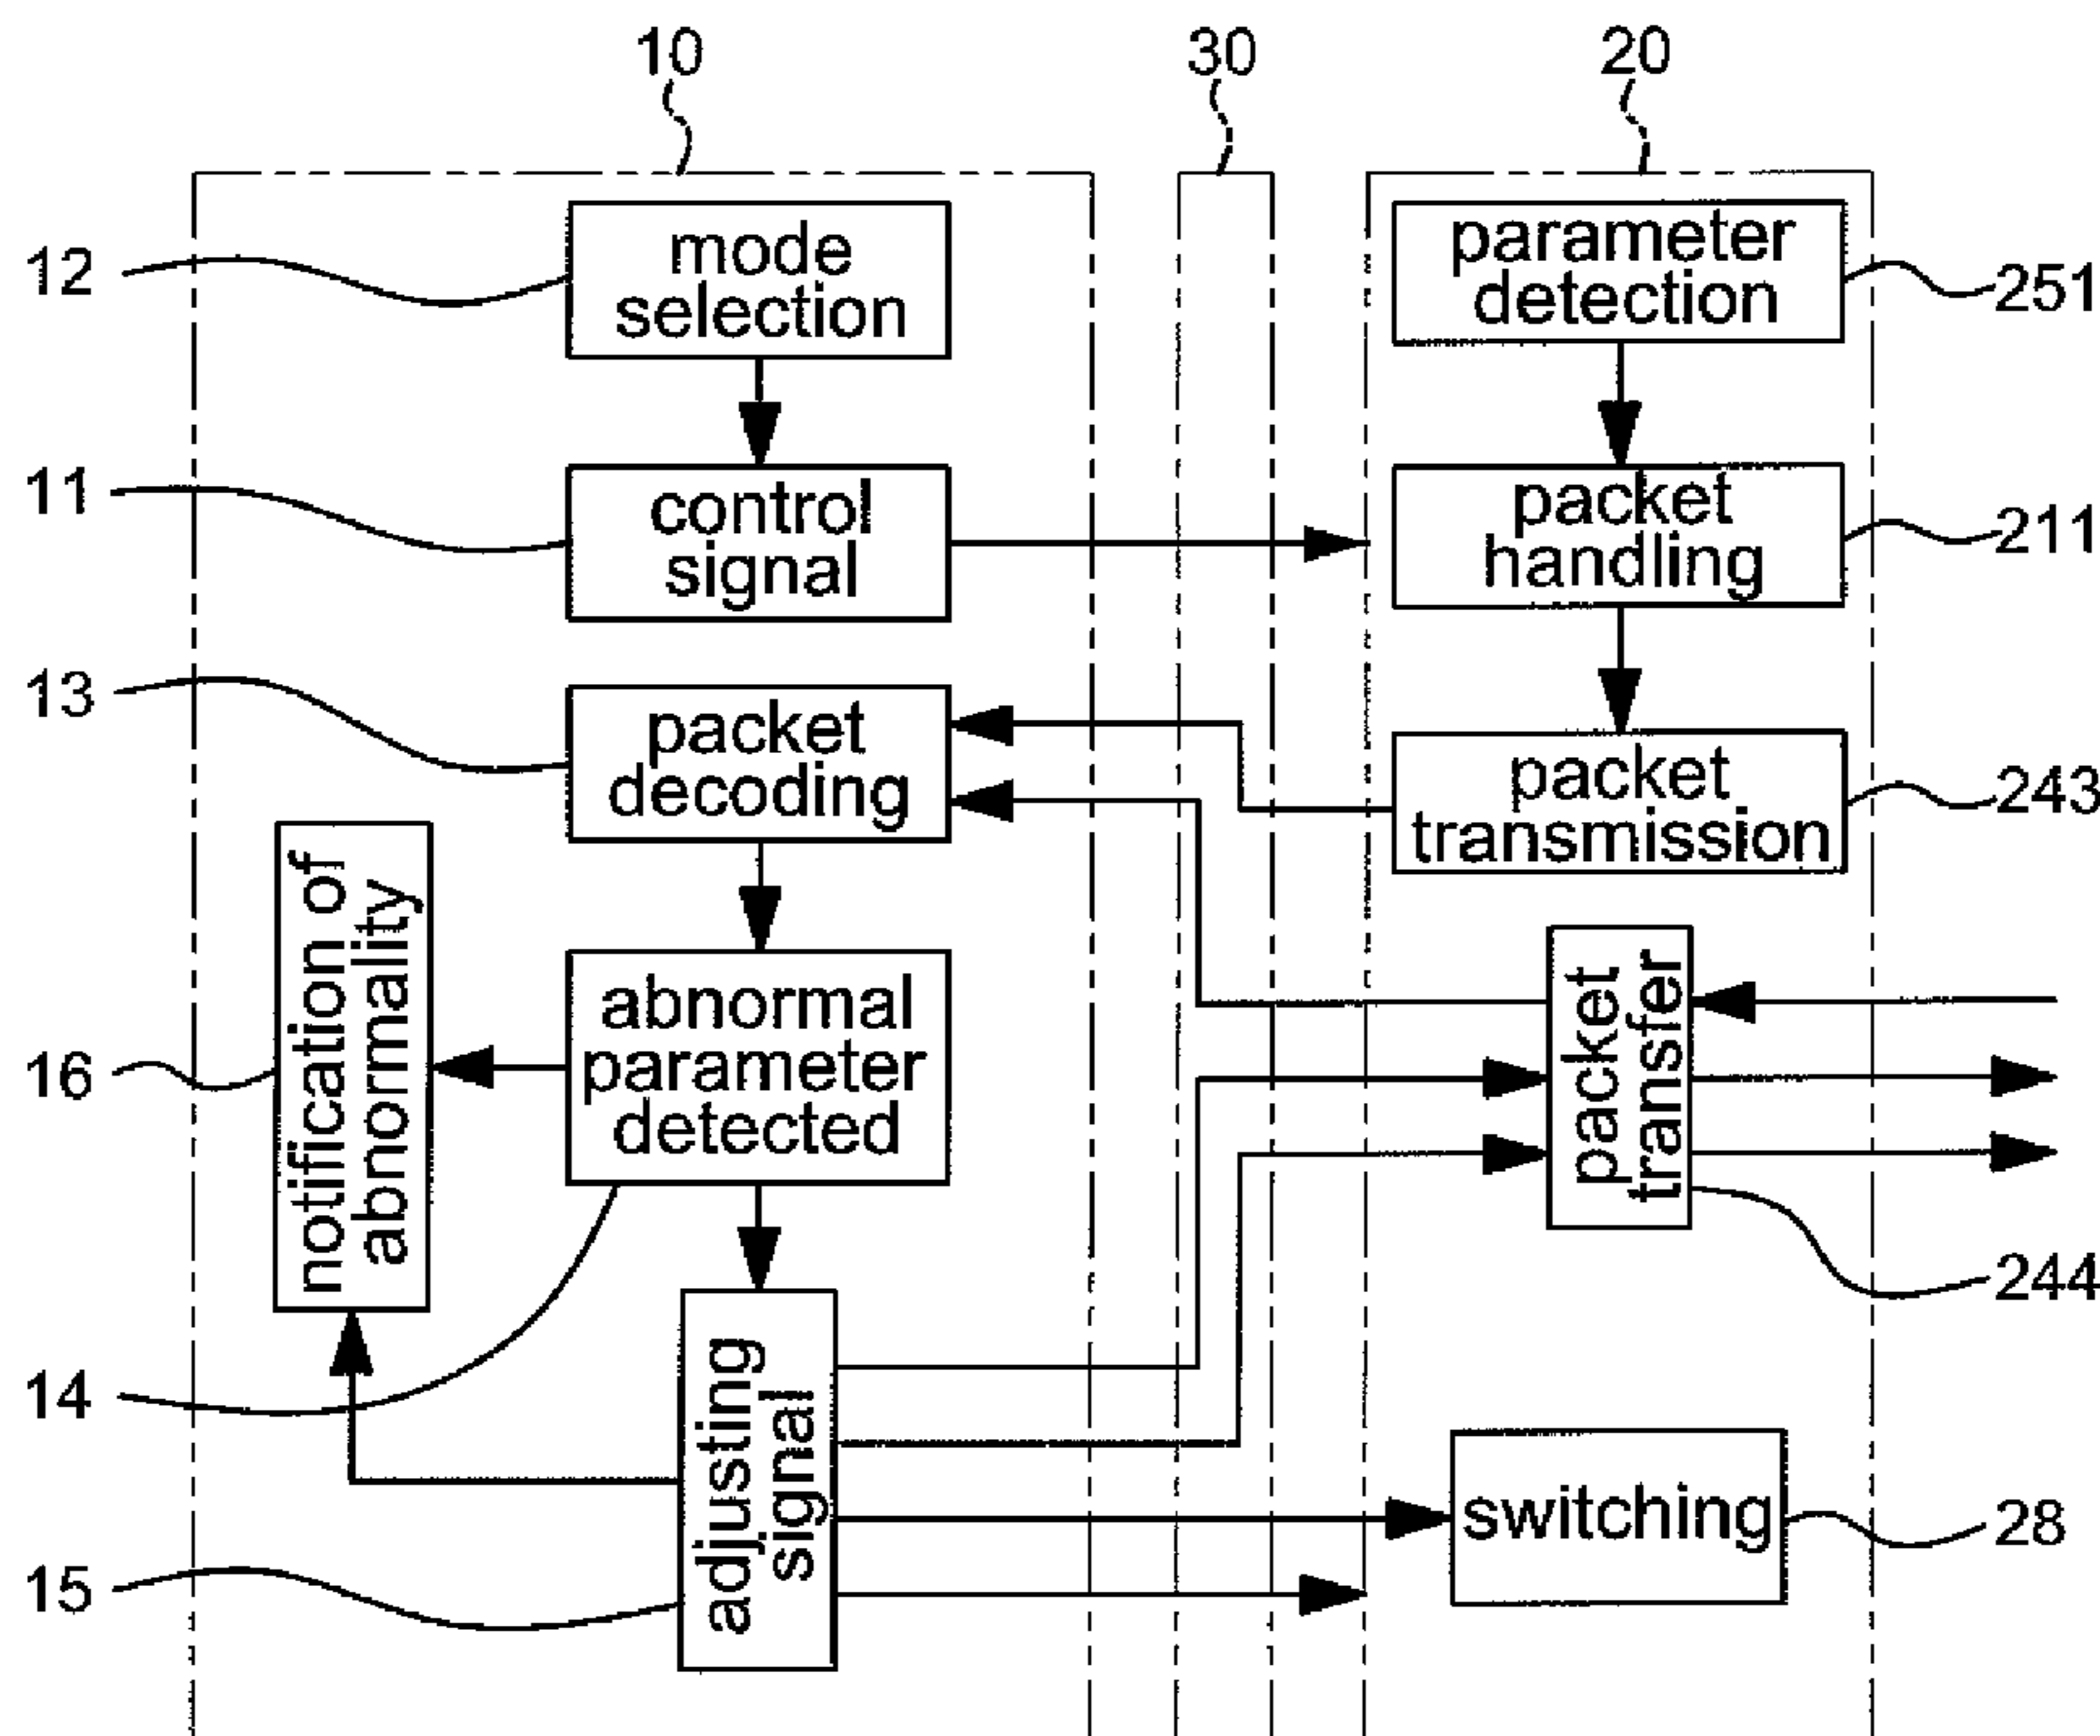 10
30
20
12
mode
selection
parameter
detection
251
11
control
signal
packet
handling
211
13
packet
decoding
packet
transmission
243
notification of
abnormality
16
abnormal
parameter
detected
packet
transfer
244
14
adjusting
signal
switching
28
15